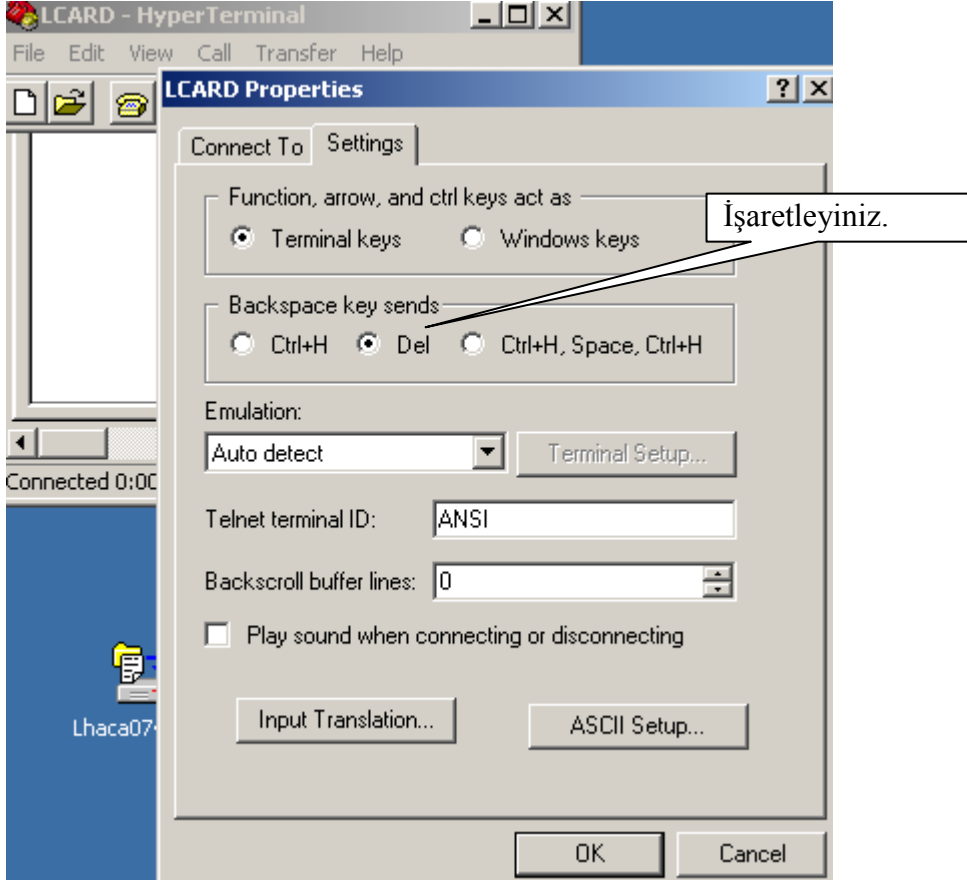 LCARD - HyperTerminal
File Edit View Call Transfer Help
LCARD Properties
Connect To Settings
Function, arrow, and ctrl keys act as
Terminal keys Windows keys
İşaretleyiniz.
Backspace key sends
Ctrl+H Del Ctrl+H, Space, Ctrl+H
Emulation:
Auto detect Terminal Setup...
Connected 0:00
Telnet terminal ID: ANSI
Backscroll buffer lines: 0
Play sound when connecting or disconnecting
Lhaca07
Input Translation... ASCII Setup...
OK Cancel